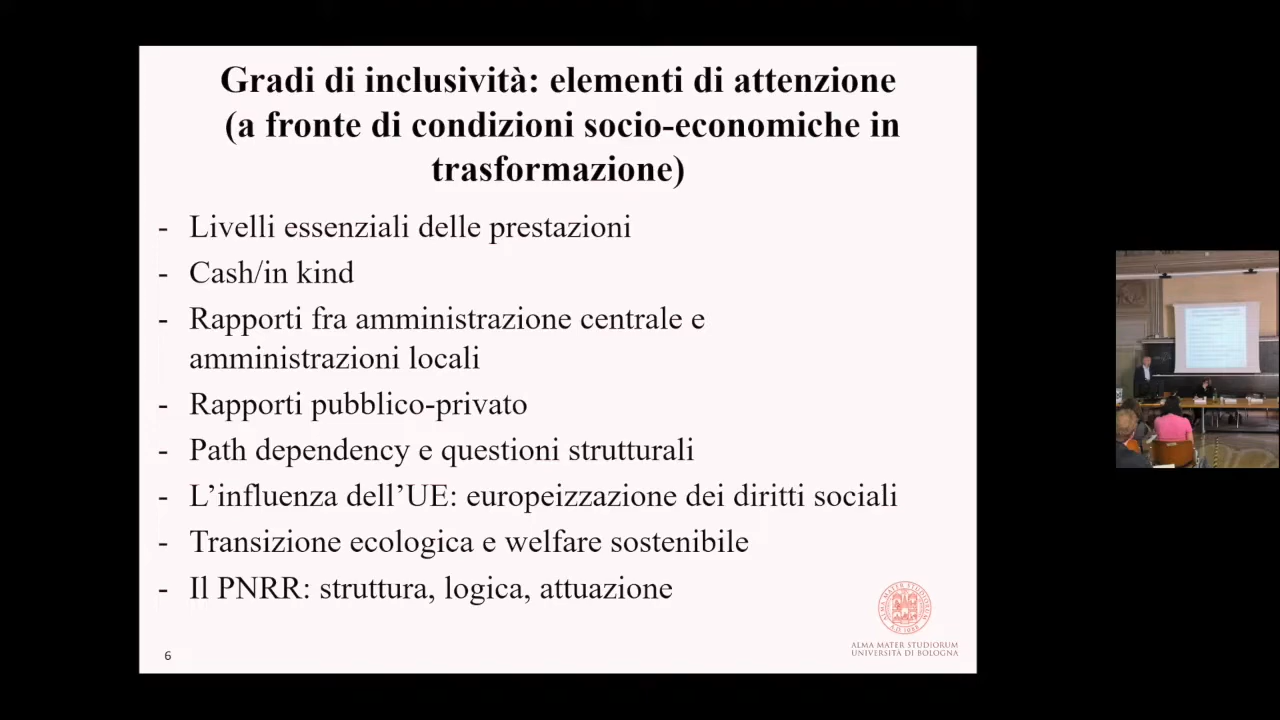 Gradi di inclusività: elementi di attenzione
(a fronte di condizioni socio-economiche in
trasformazione)
- Livelli essenziali delle prestazioni
- Cash/in kind
- Rapporti fra amministrazione centrale e
amministrazioni locali
- Rapporti pubblico-privato
- Path dependency e questioni strutturali
- L’influenza dell’UE: europeizzazione dei diritti sociali
- Transizione ecologica e welfare sostenibile
- Il PNRR: struttura, logica, attuazione
ALMA MATER STUDIORUM
UNIVERSITÀ DI BOLOGNA
6